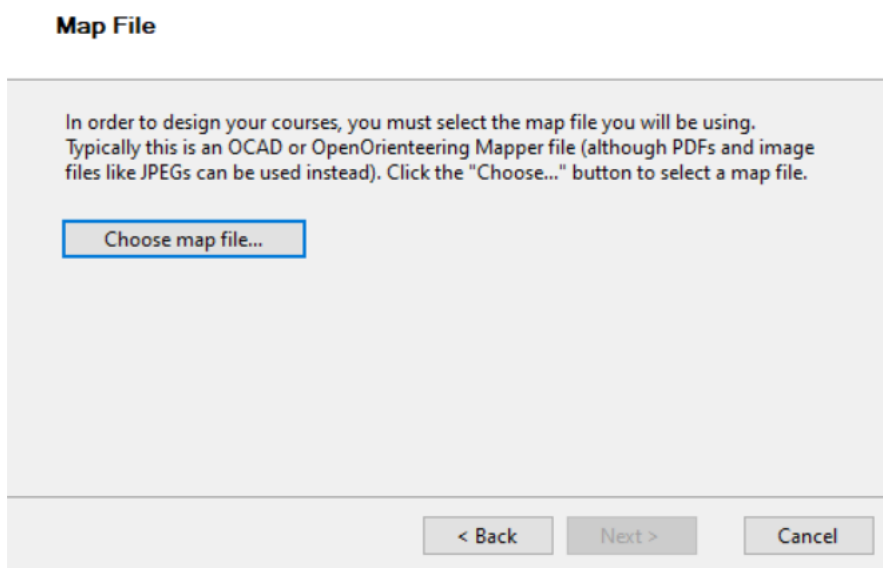 Map File
In order to design your courses, you must select the map file you will be using.
Typically this is an OCAD or OpenOrienteering Mapper file (although PDFs and image
files like JPEGs can be used instead). Click the "Choose..." button to select a map file.
Choose map file...
< Back
Next >
Cancel